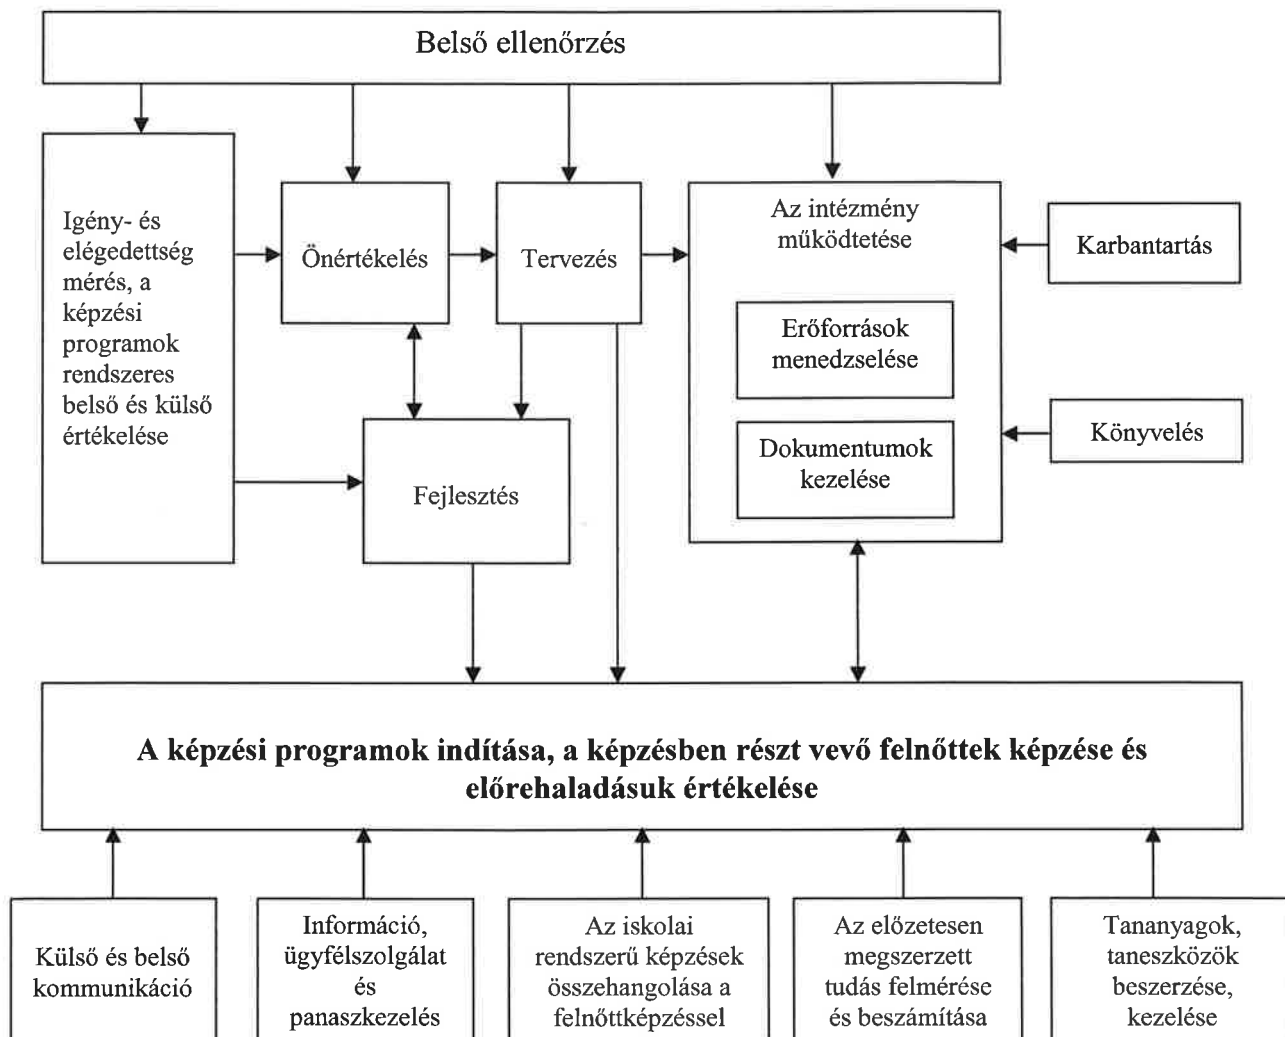 Belső ellenőrzés
Igény- és
elégedettség
mérés, a
képzési
programok
rendszeres
belső és külső
értékelése
Önértékelés
Tervezés
Az intézmény
működtetése
Erőforrások
menedzselése
Dokumentumok
kezelése
Karbantartás
Könyvelés
Fejlesztés
A képzési programok indítása, a képzésben részt vevő felnőttek képzése és
előrehaladásuk értékelése
Külső és belső
kommunikáció
Információ,
ügyfélszolgálat
és
panaszkezelés
Az iskolai
rendszerű képzések
összehangolása a
felnőttképzéssel
Az előzetesen
megszerzett
tudás felmérése
és beszámítása
Tananyagok,
taneszközök
beszerzése,
kezelése